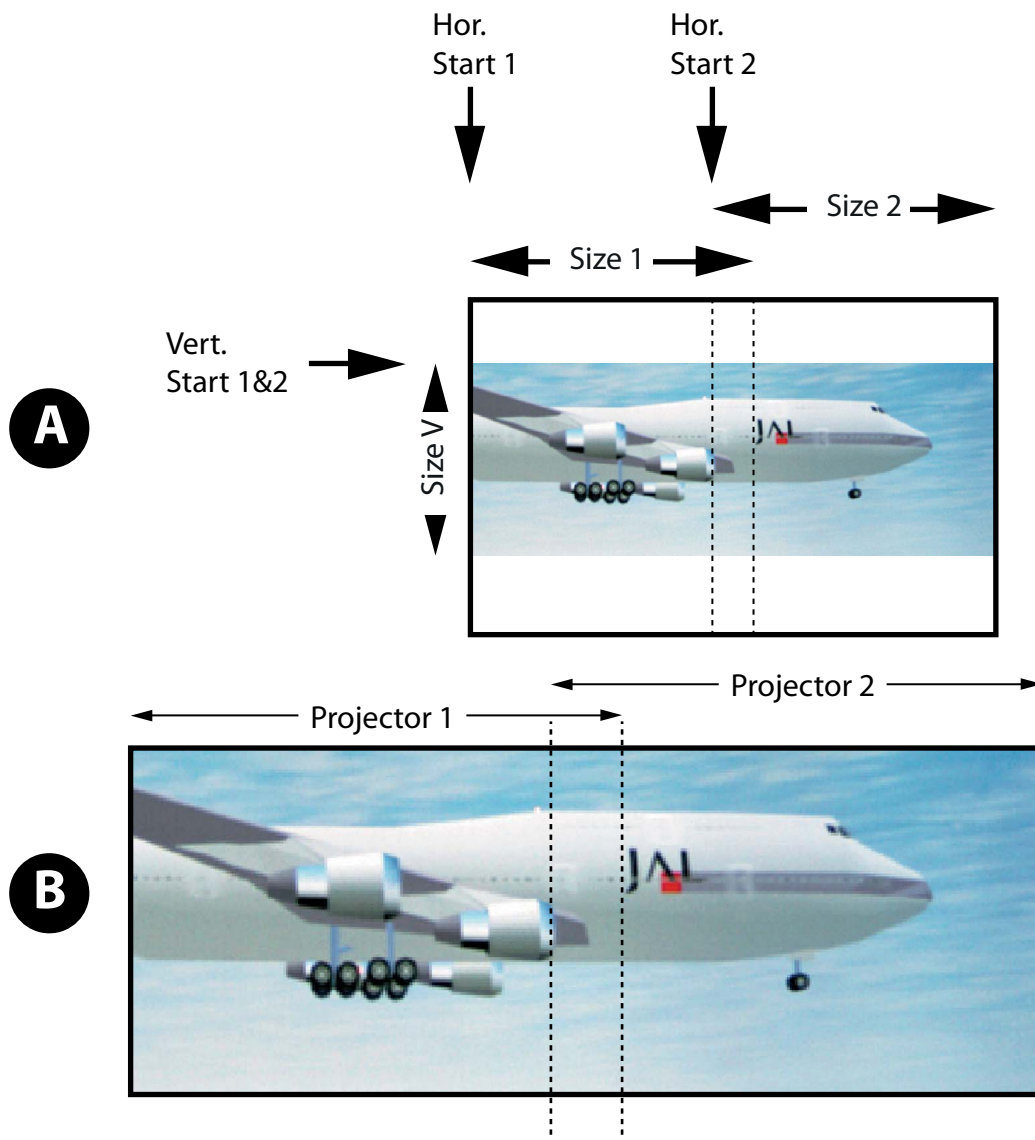 Hor.
Start 1
Hor.
Start 2
Size 2
Size 1
Vert.
Start 1&2
A
Size V
JAL
Projector 2
Projector 1
B
JAL